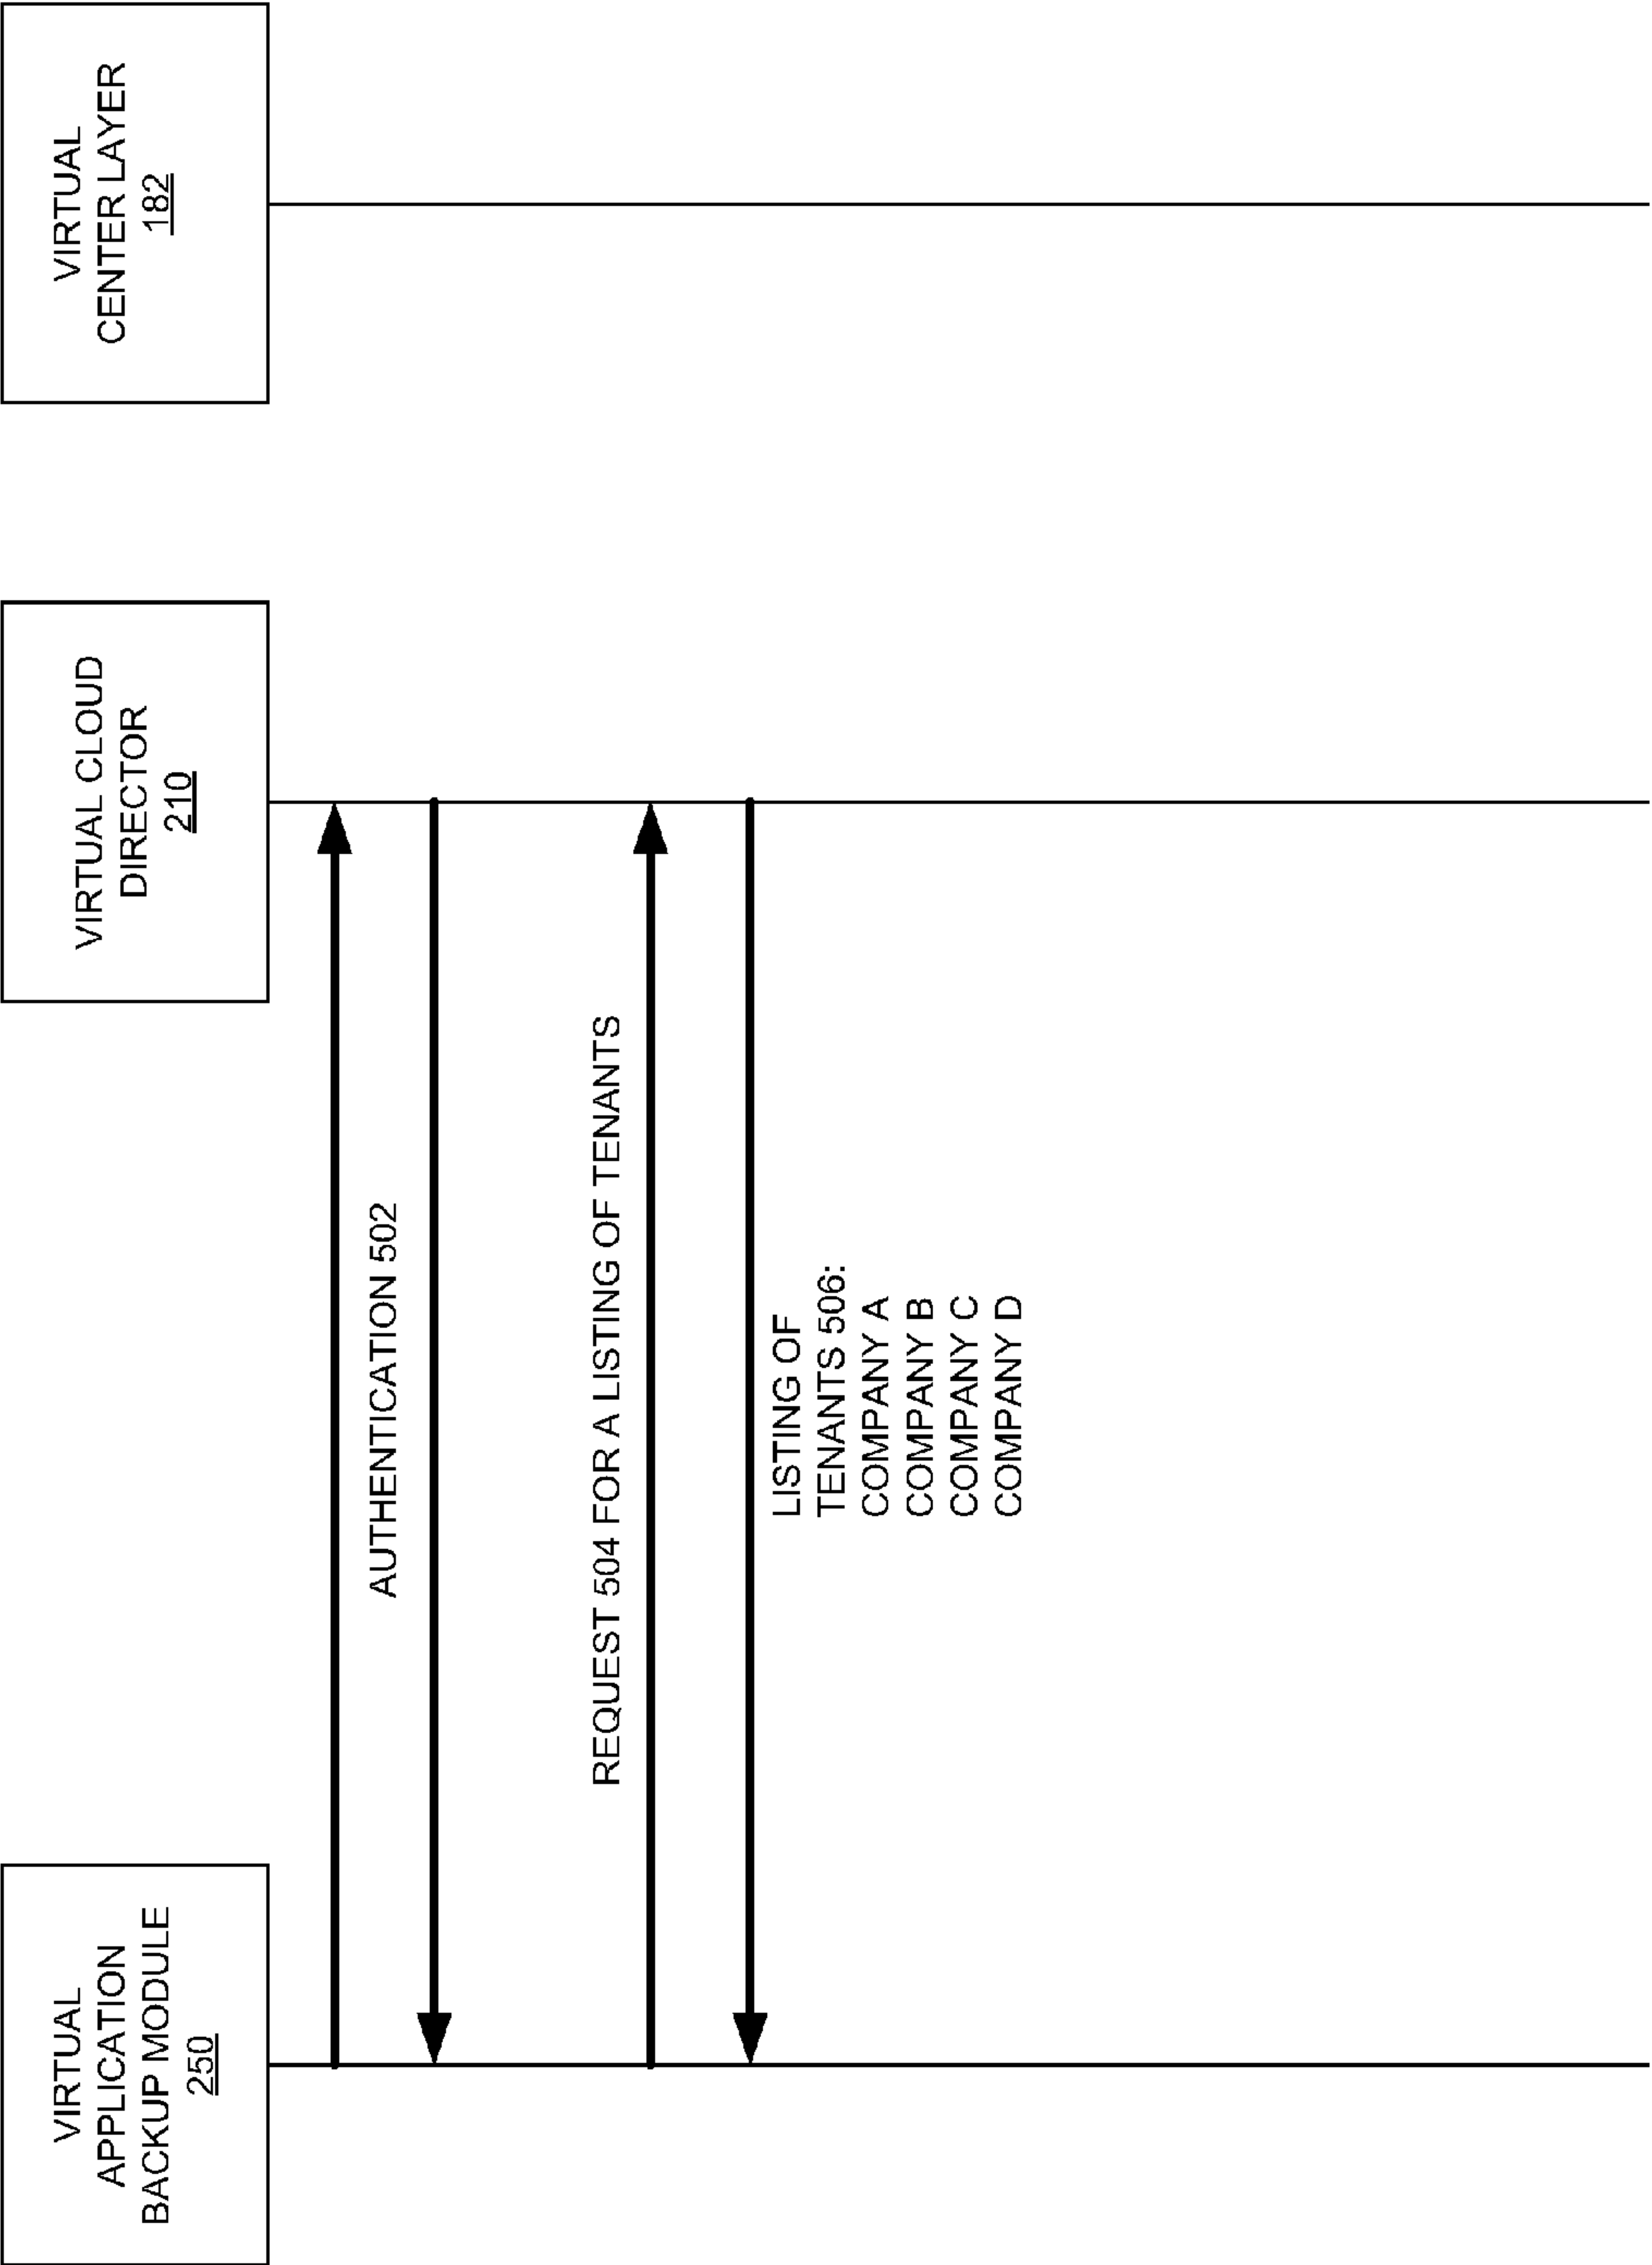 VIRTUAL
APPLICATION
BACKUP MODULE
250
VIRTUAL CLOUD
DIRECTOR
210
VIRTUAL
CENTER LAYER
182
AUTHENTICATION 502
REQUEST 504 FOR A LISTING OF TENANTS
LISTING OF
TENANTS 506:
COMPANY A
COMPANY B
COMPANY C
COMPANY D